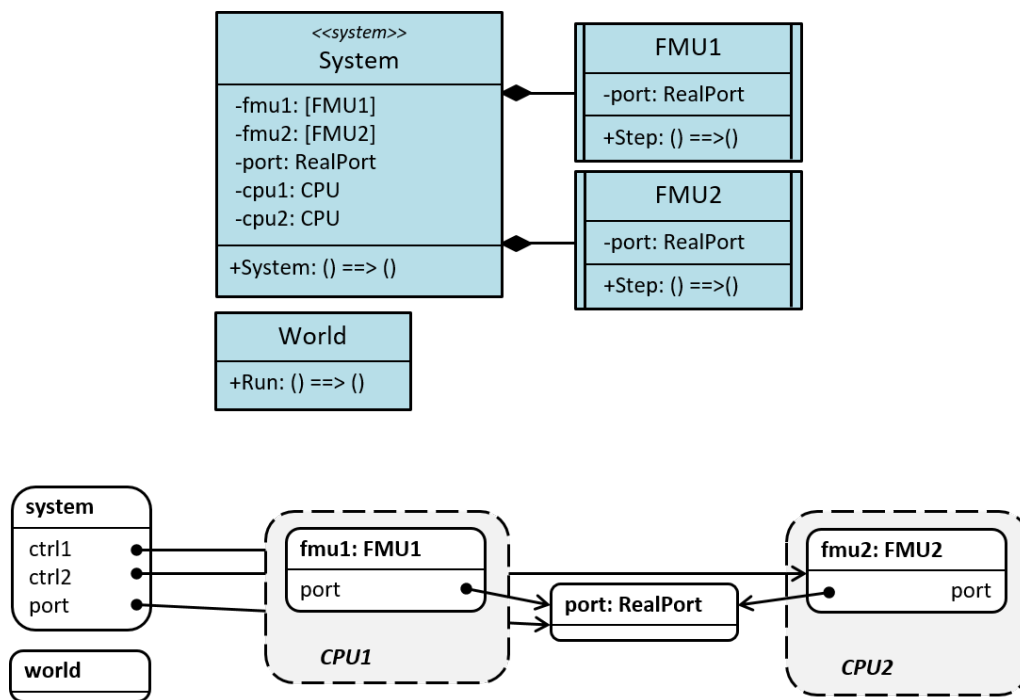 <<system>>
System
-fmu1: [FMU1]
-fmu2: [FMU2]
-port: RealPort
-cpu1: CPU
-cpu2: CPU
+System: () ==> ()
FMU1
-port: RealPort
+Step: () ==>()
FMU2
-port: RealPort
+Step: () ==>()
World
+Run: () ==> ()
system
ctrl1
ctrl2
port
world
fmu1: FMU1
port
CPU1
port: RealPort
fmu2: FMU2
port
CPU2